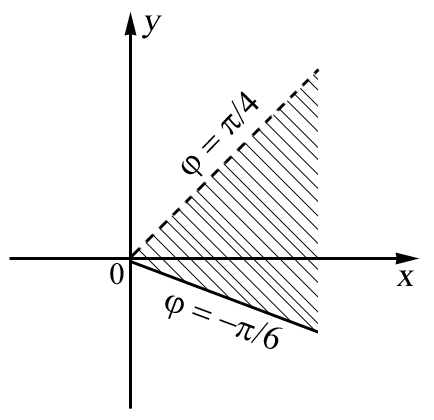 y
φ = π/4
0
x
φ = −π/6